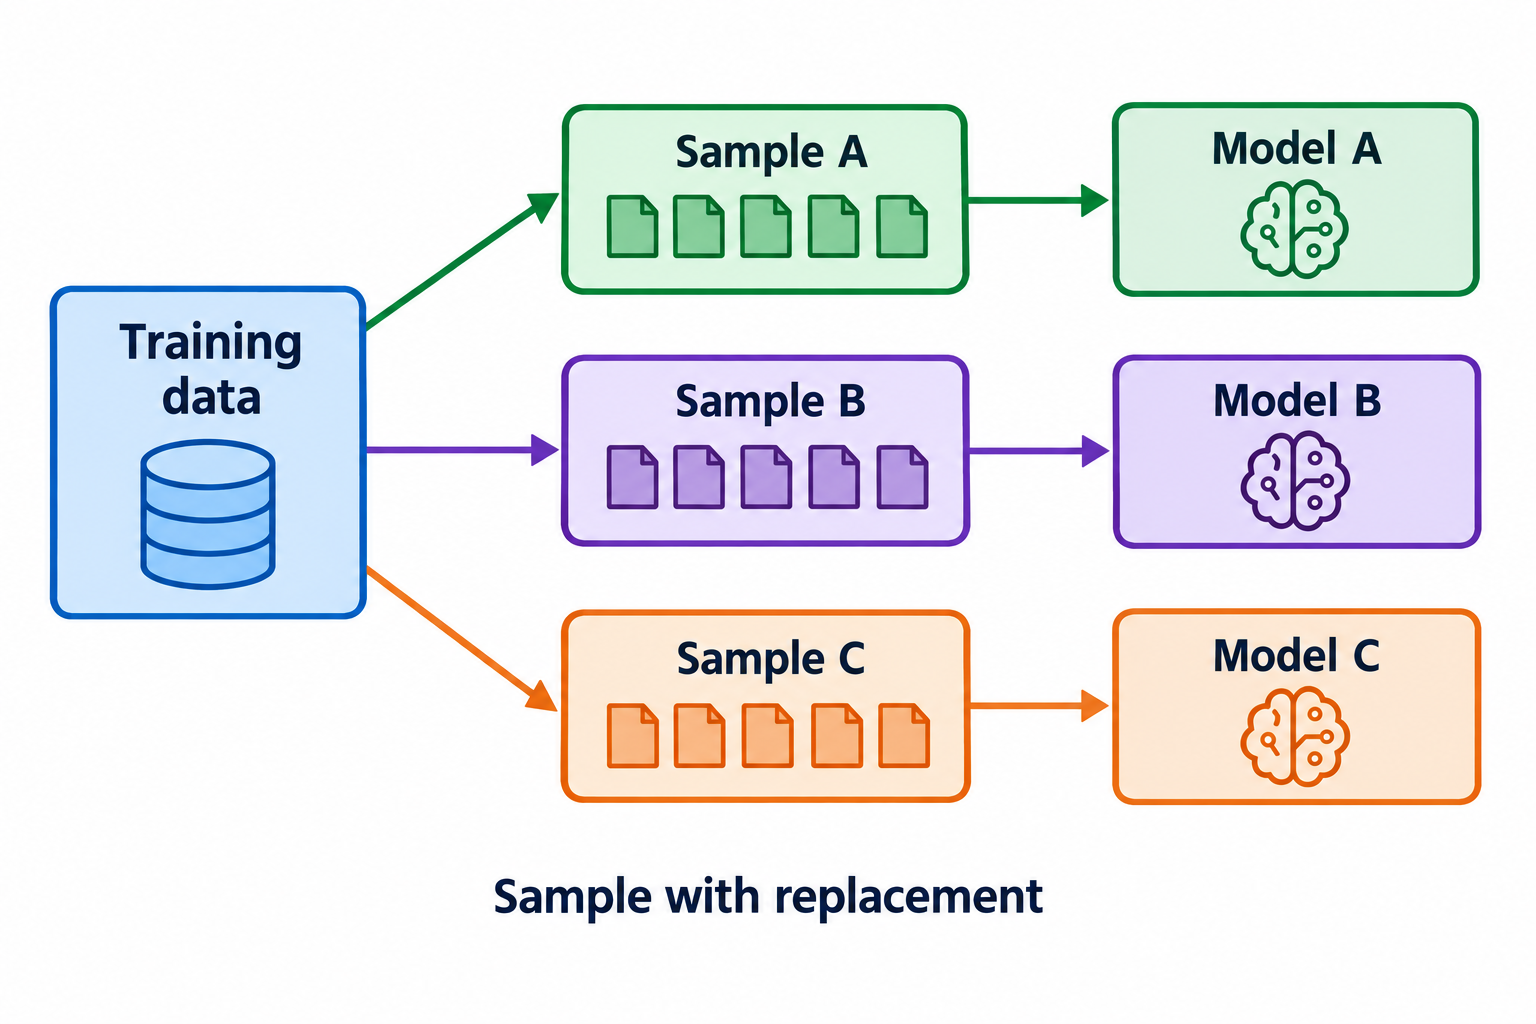 Training
data
Sample A
Model A
Sample B
Model B
Sample C
Model C
Sample with replacement